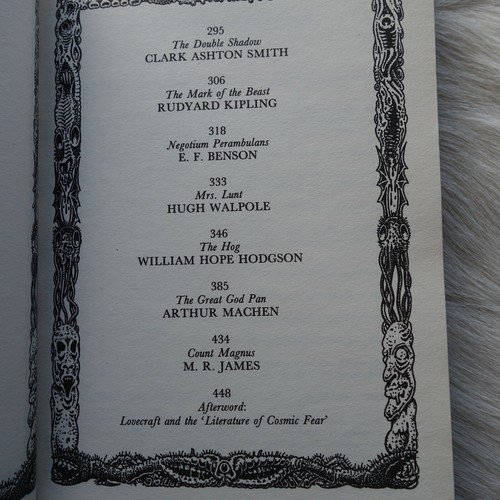 295
The Double Shadow
CLARK ASHTON SMITH
306
The Mark of the Beast
RUDYARD KIPLING
318
Negotium Perambulans
E. F. BENSON
333
Mrs. Lunt
HUGH WALPOLE
346
The Hog
WILLIAM HOPE HODGSON
385
The Great God Pan
ARTHUR MACHEN
434
Count Magnus
M. R. JAMES
448
Afterword:
Lovecraft and the ‘Literature of Cosmic Fear’